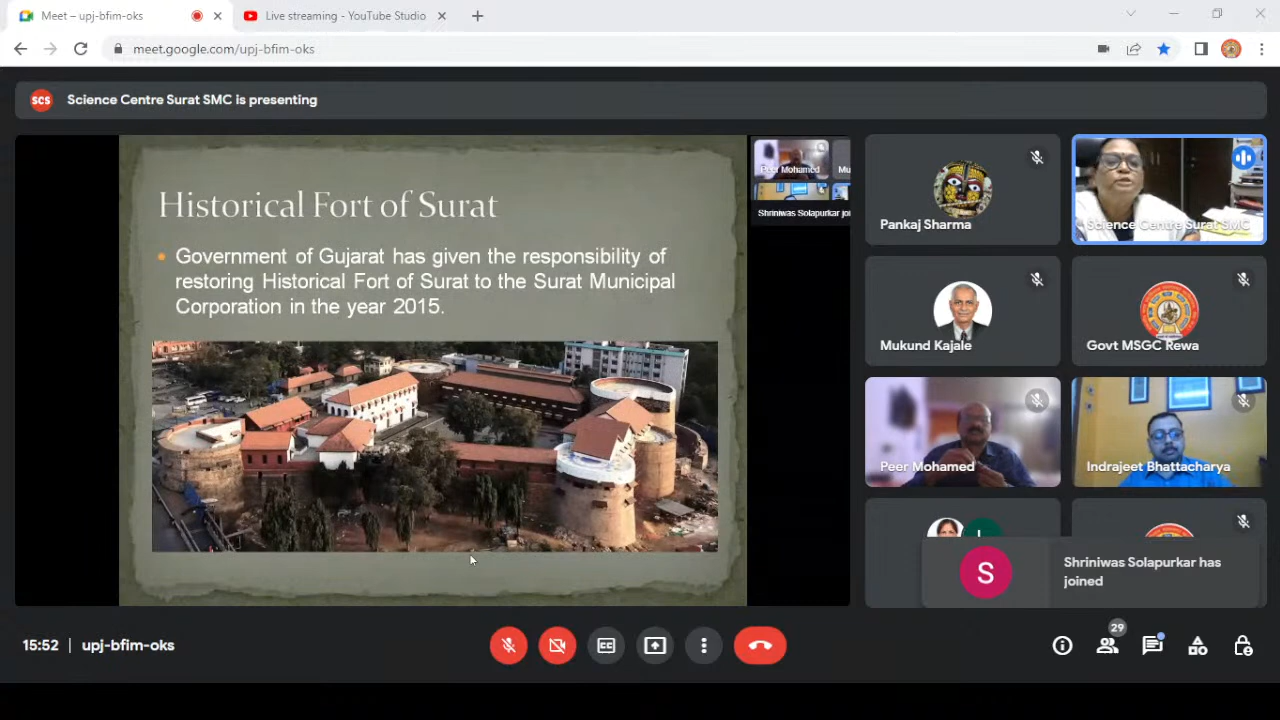 Meet – upj-bfim-oks
Live streaming - YouTube Studio
meet.google.com/upj-bfim-oks
SCS
Science Centre Surat SMC is presenting
Historical Fort of Surat
Government of Gujarat has given the responsibility of
restoring Historical Fort of Surat to the Surat Municipal
Corporation in the year 2015.
Peer Mohamed
Mu
Shriniwas Solapurkar joi
Pankaj Sharma
Science Centre Surat SMC
Mukund Kajale
Govt MSGC Rewa
Peer Mohamed
Indrajeet Bhattacharya
L
S
Shriniwas Solapurkar has
joined
15:52
upj-bfim-oks
CC
29